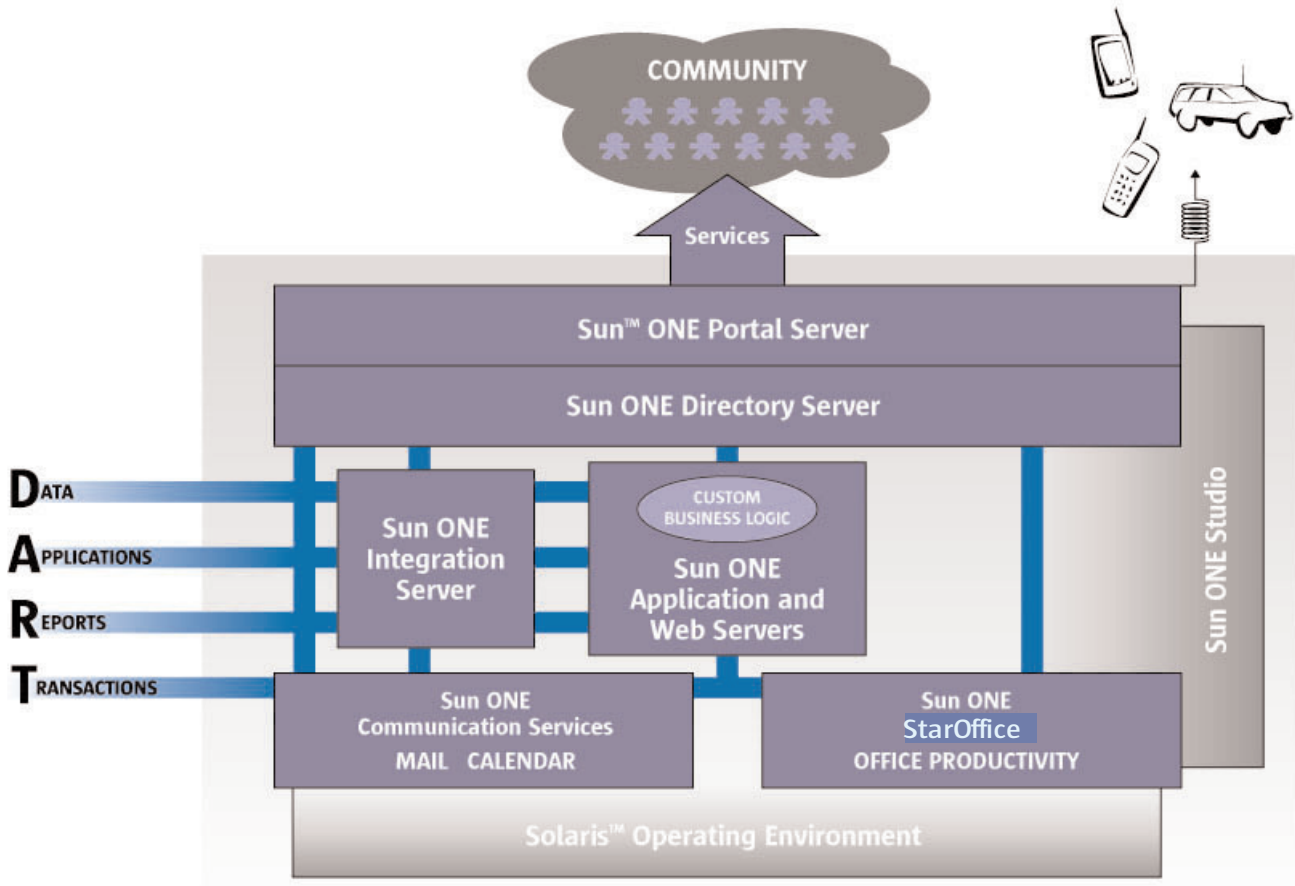 COMMUNITY
Services
Sun™ ONE Portal Server
Sun ONE Directory Server
DATA
APPLICATIONS
REPORTS
TRANSACTIONS
Sun ONE
Integration
Server
CUSTOM
BUSINESS LOGIC
Sun ONE
Application and
Web Servers
Sun ONE Studio
Sun ONE
Communication Services
MAIL CALENDAR
Sun ONE
StarOffice
OFFICE PRODUCTIVITY
Solaris™ Operating Environment